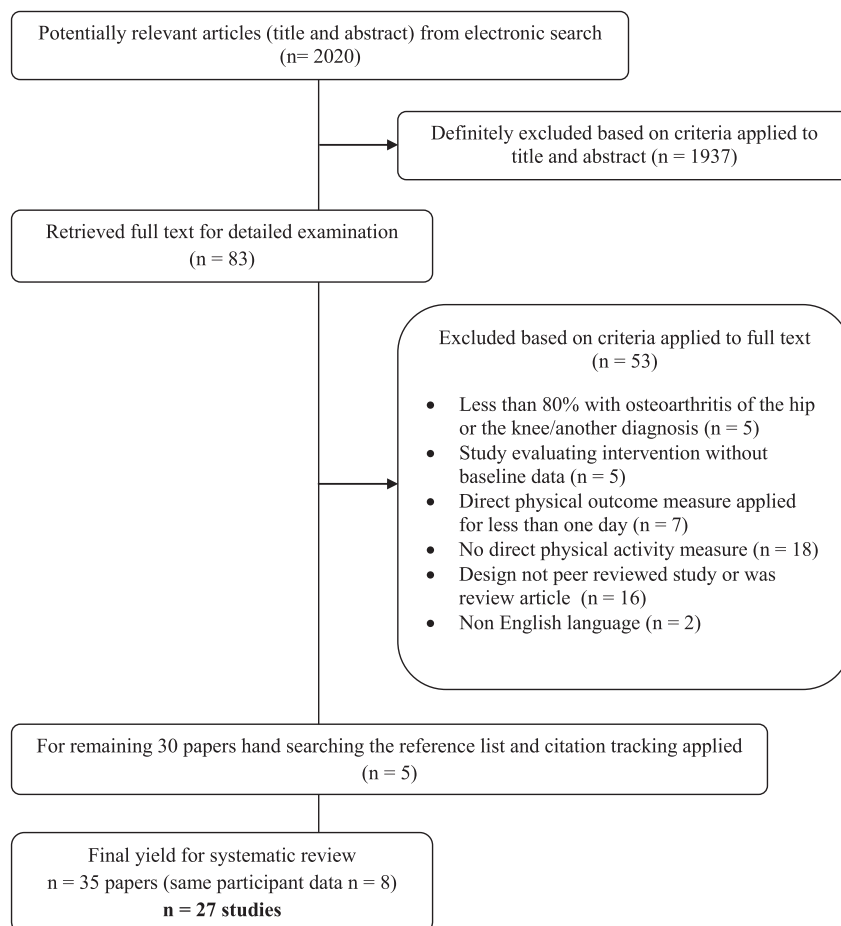 Potentially relevant articles (title and abstract) from electronic search
(n= 2020)
Definitely excluded based on criteria applied to
title and abstract (n = 1937)
Retrieved full text for detailed examination
(n = 83)
Excluded based on criteria applied to full text
(n = 53)
• Less than 80% with osteoarthritis of the hip
or the knee/another diagnosis (n = 5)
• Study evaluating intervention without
baseline data (n = 5)
• Direct physical outcome measure applied
for less than one day (n = 7)
• No direct physical activity measure (n = 18)
• Design not peer reviewed study or was
review article (n = 16)
• Non English language (n = 2)
For remaining 30 papers hand searching the reference list and citation tracking applied
(n = 5)
Final yield for systematic review
n = 35 papers (same participant data n = 8)
n = 27 studies